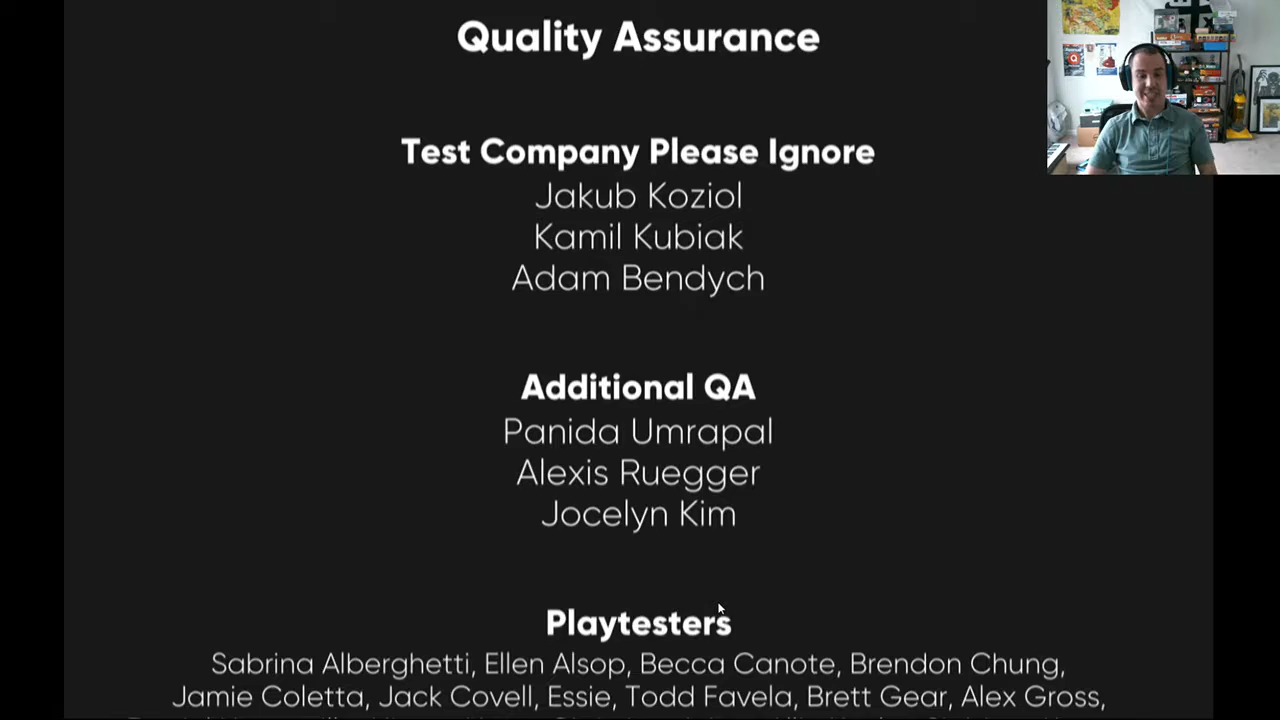 Quality Assurance
Test Company Please Ignore
Jakub Koziol
Kamil Kubiak
Adam Bendych
Additional QA
Panida Umrapal
Alexis Ruegger
Jocelyn Kim
Playtesters
Sabrina Alberghetti, Ellen Alsop, Becca Canote, Brendon Chung,
Jamie Coletta, Jack Covell, Essie, Todd Favela, Brett Gear, Alex Gross,